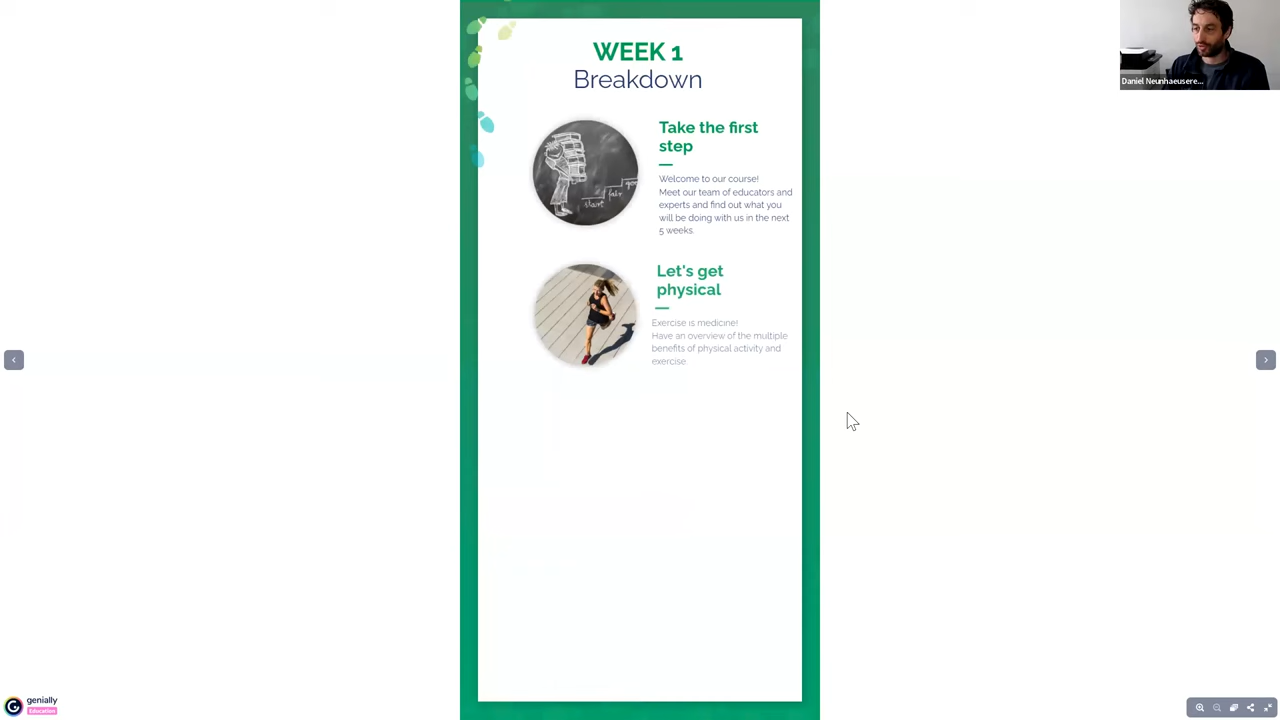 WEEK 1
Breakdown
Take the first
step
Welcome to our course!
Meet our team of educators and
experts and find out what you
will be doing with us in the next
5 weeks.
start
fair
Let's get
physical
Exercise is medicine!
Have an overview of the multiple
benefits of physical activity and
exercise.
Daniel Neunhaeusere...
genially
Education